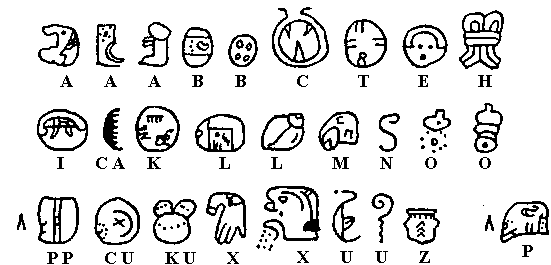 A A A B B C T E H
I CA K L L M N O O
PP CU KU X X U U Z P